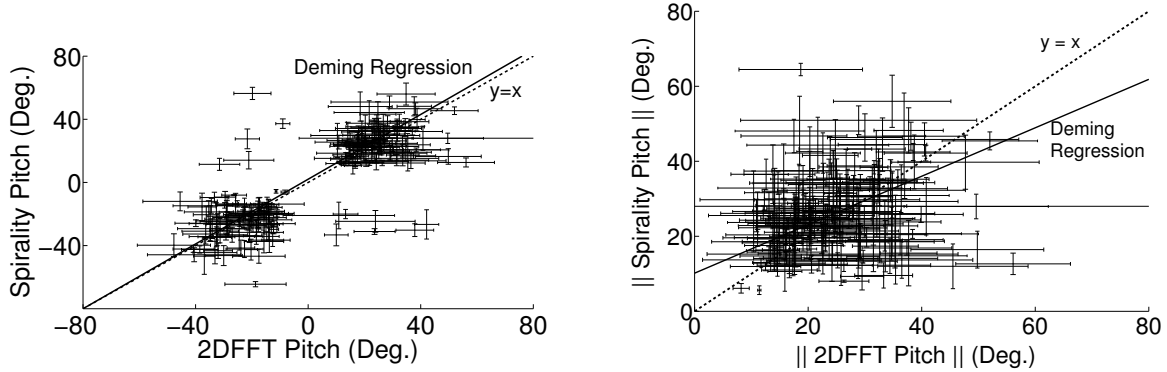 80
40
0
−40
−80
−40
0
40
80
Spirality Pitch (Deg.)
2DFFT Pitch (Deg.)
Deming Regression
y=x
80
60
40
20
0
0
20
40
60
80
|| Spirality Pitch || (Deg.)
|| 2DFFT Pitch || (Deg.)
y = x
Deming
Regression